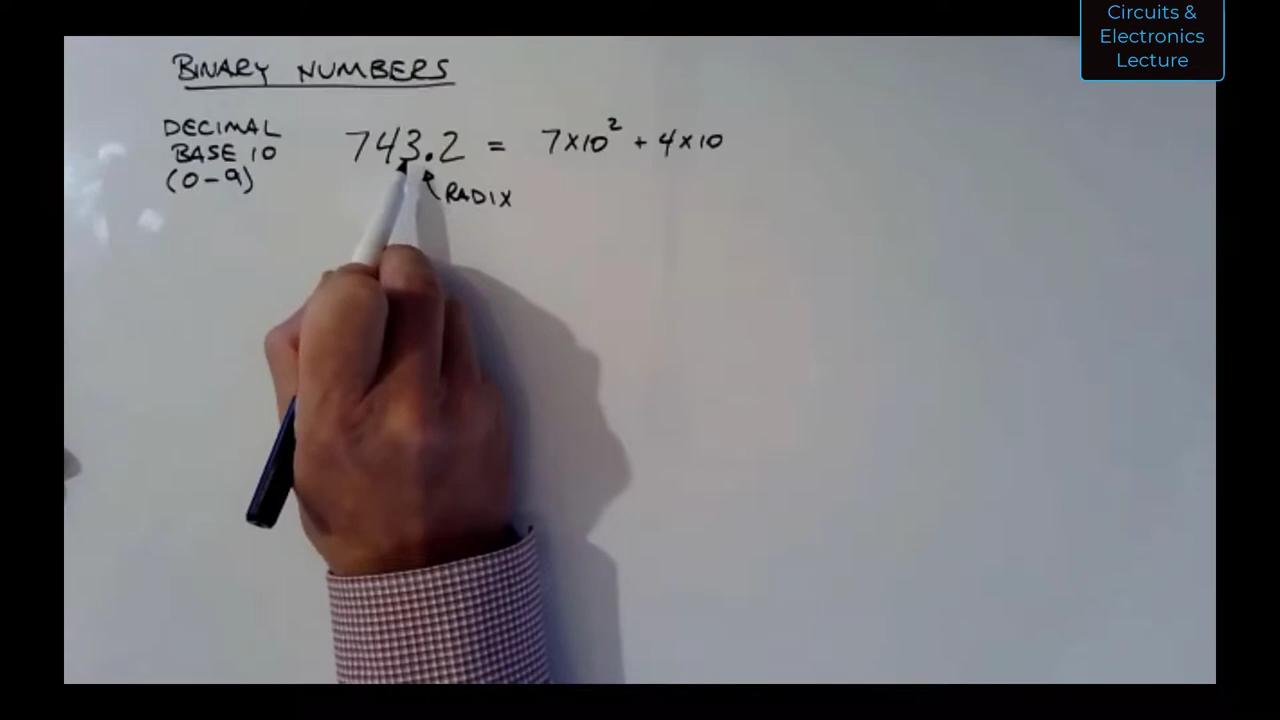 Circuits &
Electronics
Lecture
BINARY NUMBERS
DECIMAL
BASE 10
(0-9)
743.2 = 7×10² + 4×10
RADIX